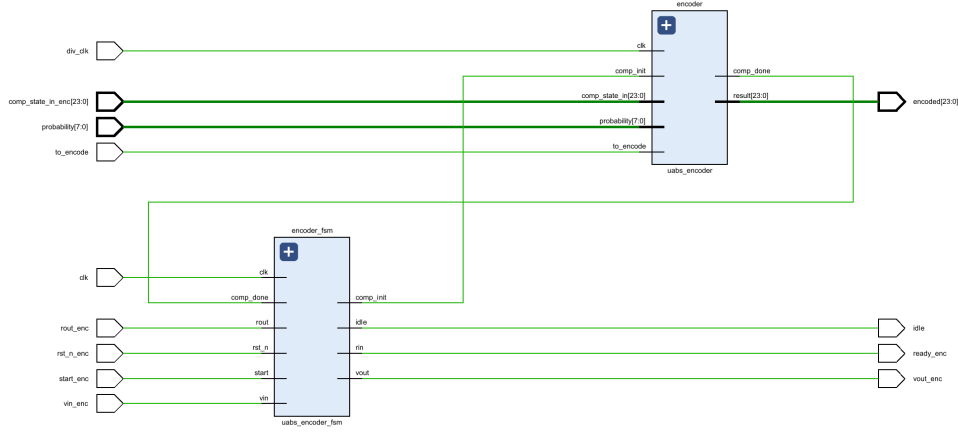 encoder
div_clk
clk
comp_init
comp_done
comp_state_in_enc[23:0]
comp_state_in[23:0]
result[23:0]
encoded[23:0]
probability[7:0]
probability[7:0]
to_encode
to_encode
uabs_encoder
encoder_fsm
clk
clk
comp_done
comp_init
rout_enc
rout
idle
idle
rst_n_enc
rst_n
rin
ready_enc
start_enc
start
vout
vout_enc
vin_enc
vin
uabs_encoder_fsm